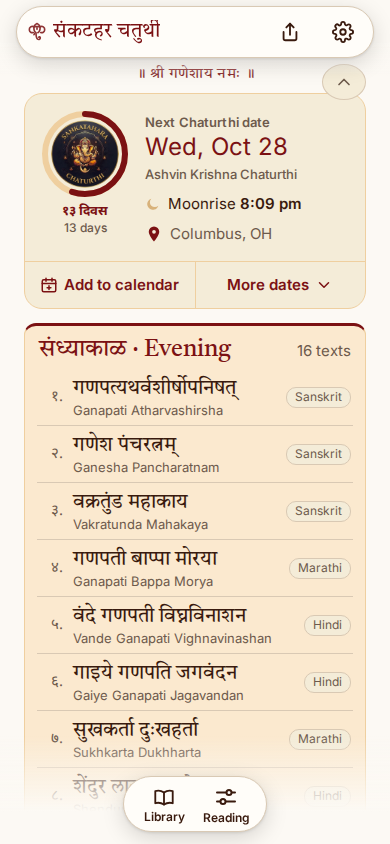 संकटहर चतुर्थी
॥ श्री गणेशाय नमः ॥
SANKATAHARA
CHATURTHI
१३ दिवस
13 days
Next Chaturthi date
Wed, Oct 28
Ashvin Krishna Chaturthi
Moonrise 8:09 pm
Columbus, OH
Add to calendar
More dates
संध्याकाळ · Evening
16 texts
१. गणपत्यथर्वशीर्षोपनिषत्
Ganapati Atharvashirsha
Sanskrit
२. गणेश पंचरत्नम्
Ganesha Pancharatnam
Sanskrit
३. वक्रतुंड महाकाय
Vakratunda Mahakaya
Sanskrit
४. गणपती बाप्पा मोरया
Ganapati Bappa Morya
Marathi
५. वंदे गणपती विघ्नविनाशन
Vande Ganapati Vighnavinashan
Hindi
६. गाइये गणपति जगवंदन
Gaiye Ganapati Jagavandan
Hindi
७. सुखकर्ता दुःखहर्ता
Sukhkarta Dukhharta
Marathi
८. शेंदुर
Hindi
Library
Reading